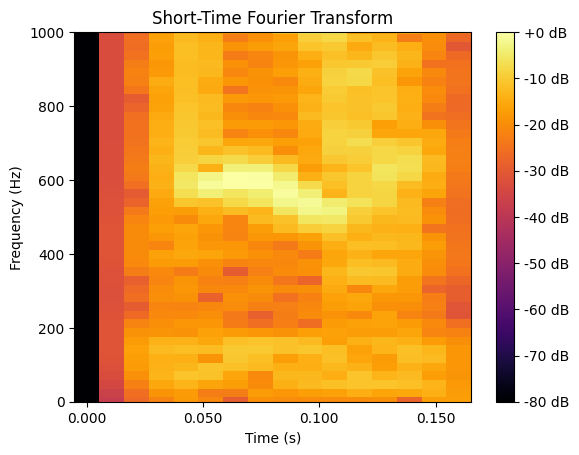 Short-Time Fourier Transform
1000
800
600
400
200
0
Frequency (Hz)
0.000
0.050
0.100
0.150
Time (s)
+0 dB
-10 dB
-20 dB
-30 dB
-40 dB
-50 dB
-60 dB
-70 dB
-80 dB